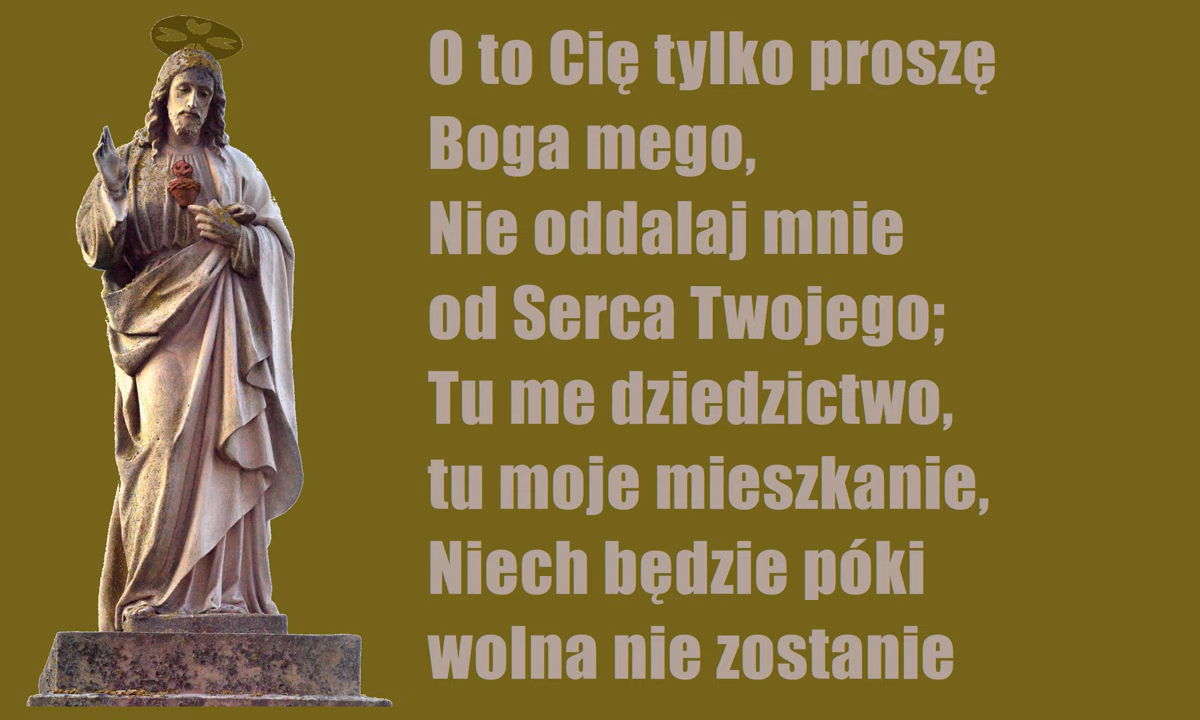 O to Cię tylko proszę
Boga mego,
Nie oddalaj mnie
od Serca Twojego;
Tu me dziedzictwo,
tu moje mieszkanie,
Niech będzie póki
wolna nie zostanie